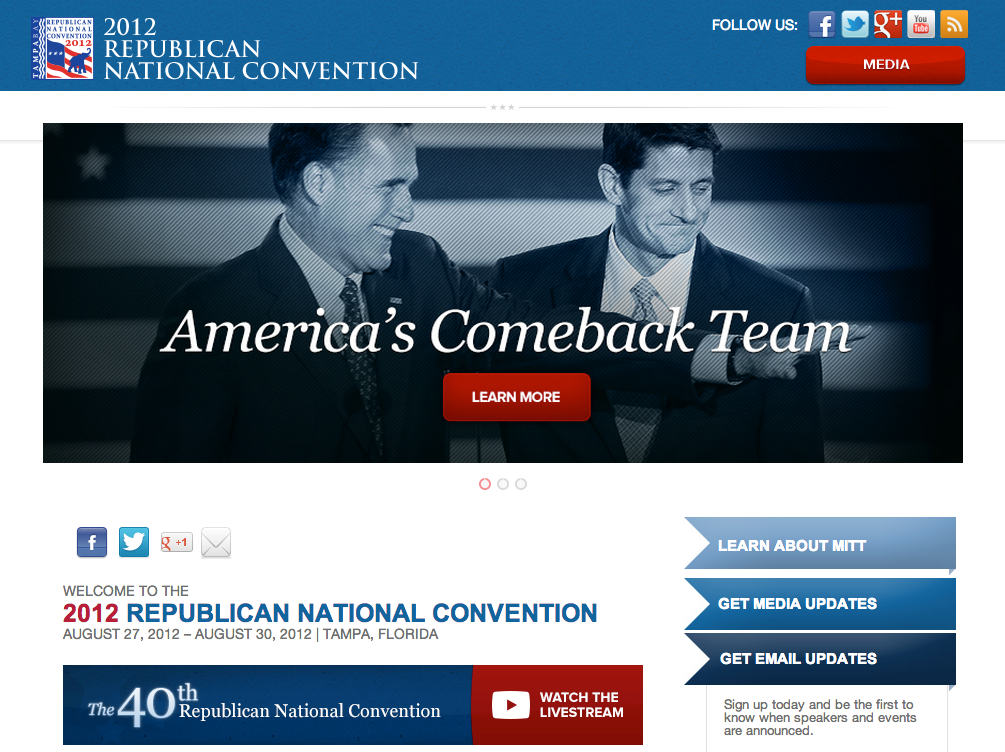 TAMPA BAY
REPUBLICAN
NATIONAL
CONVENTION
2012
2012
REPUBLICAN
NATIONAL CONVENTION
FOLLOW US:
f
g+
You
Tube
MEDIA
America's Comeback Team
LEARN MORE
f
g +1
WELCOME TO THE
2012 REPUBLICAN NATIONAL CONVENTION
AUGUST 27, 2012 – AUGUST 30, 2012 | TAMPA, FLORIDA
The 40th Republican National Convention
WATCH THE
LIVESTREAM
LEARN ABOUT MITT
GET MEDIA UPDATES
GET EMAIL UPDATES
Sign up today and be the first to
know when speakers and events
are announced.